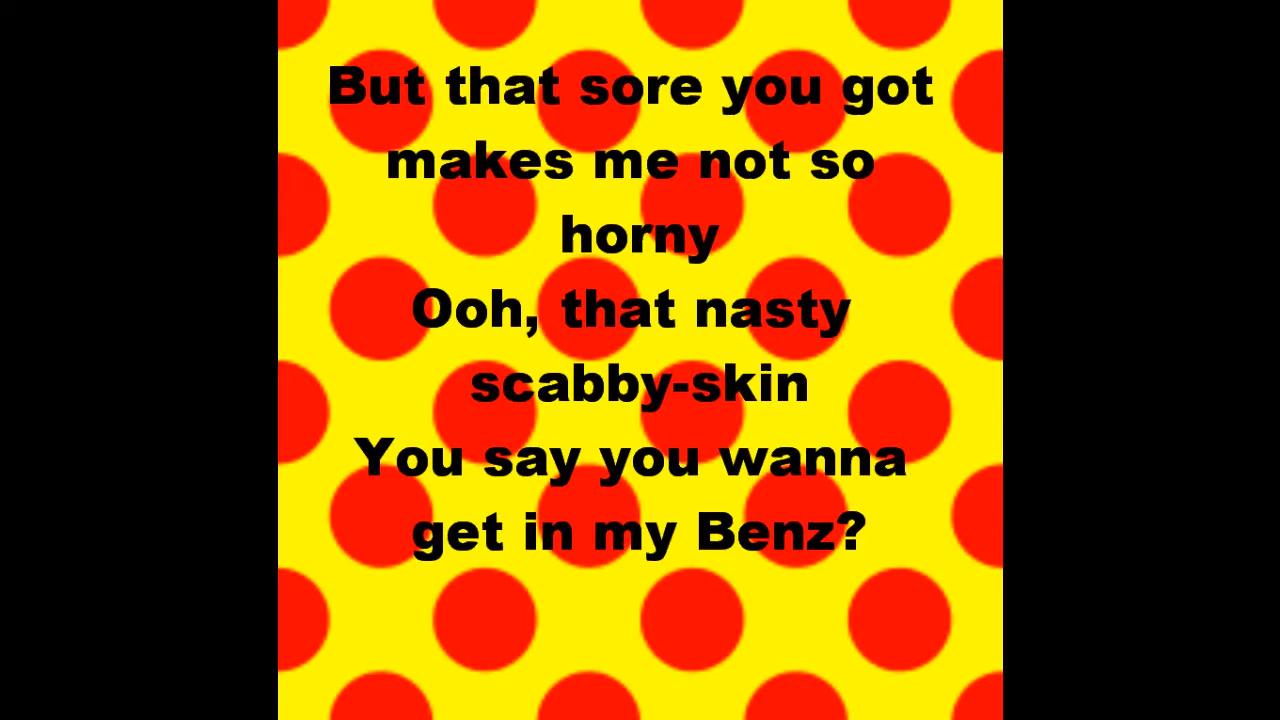 But that sore you got
makes me not so
horny
Ooh, that nasty
scabby-skin
You say you wanna
get in my Benz?